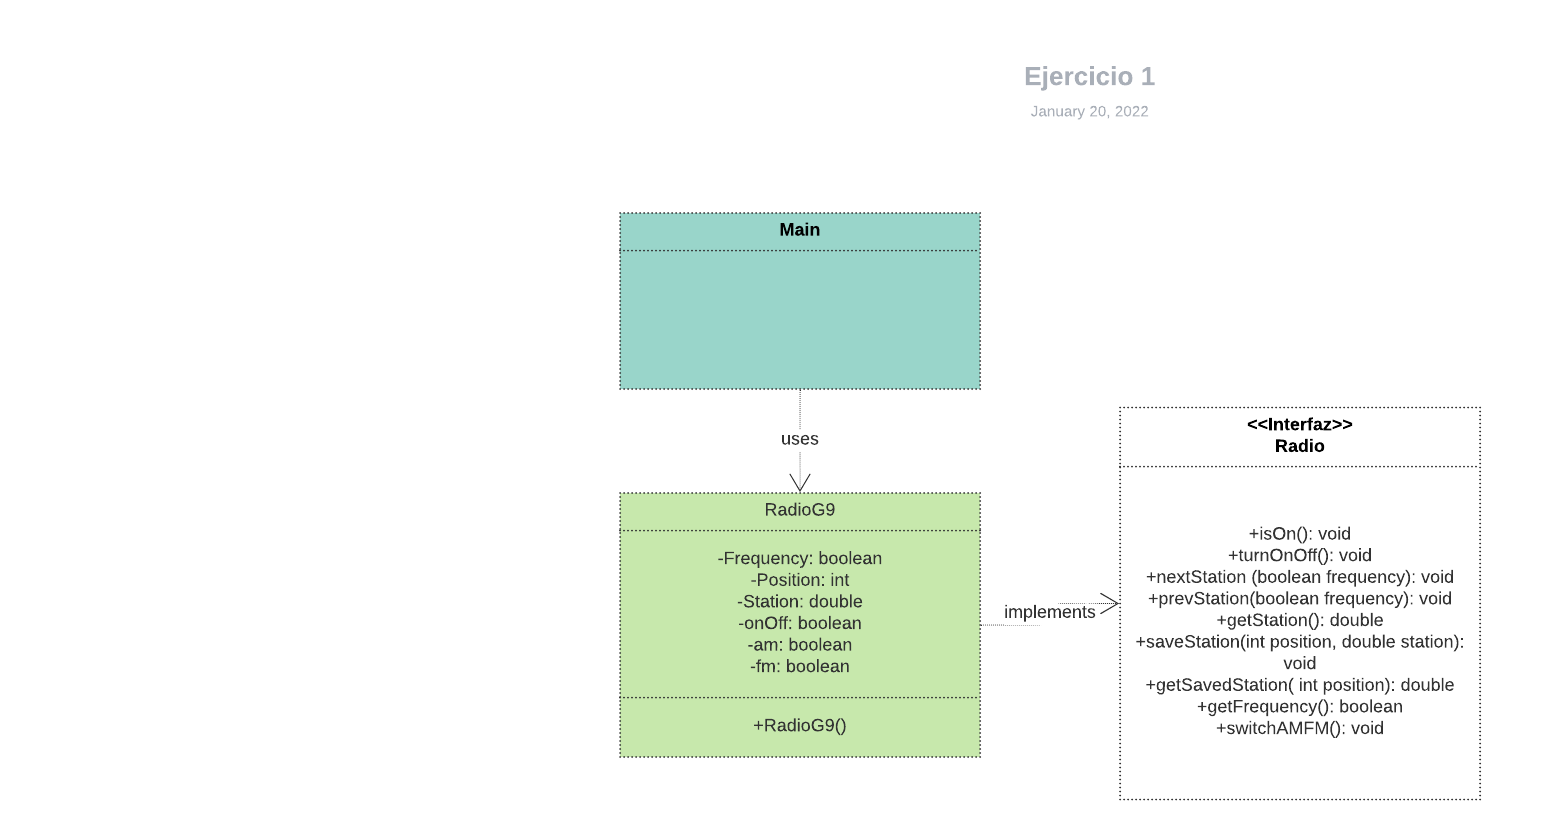 Ejercicio 1
January 20, 2022
Main
uses
RadioG9
-Frequency: boolean
-Position: int
-Station: double
-onOff: boolean
-am: boolean
-fm: boolean
+RadioG9()
implements
<<Interfaz>>
Radio
+isOn(): void
+turnOnOff(): void
+nextStation (boolean frequency): void
+prevStation(boolean frequency): void
+getStation(): double
+saveStation(int position, double station):
void
+getSavedStation( int position): double
+getFrequency(): boolean
+switchAMFM(): void